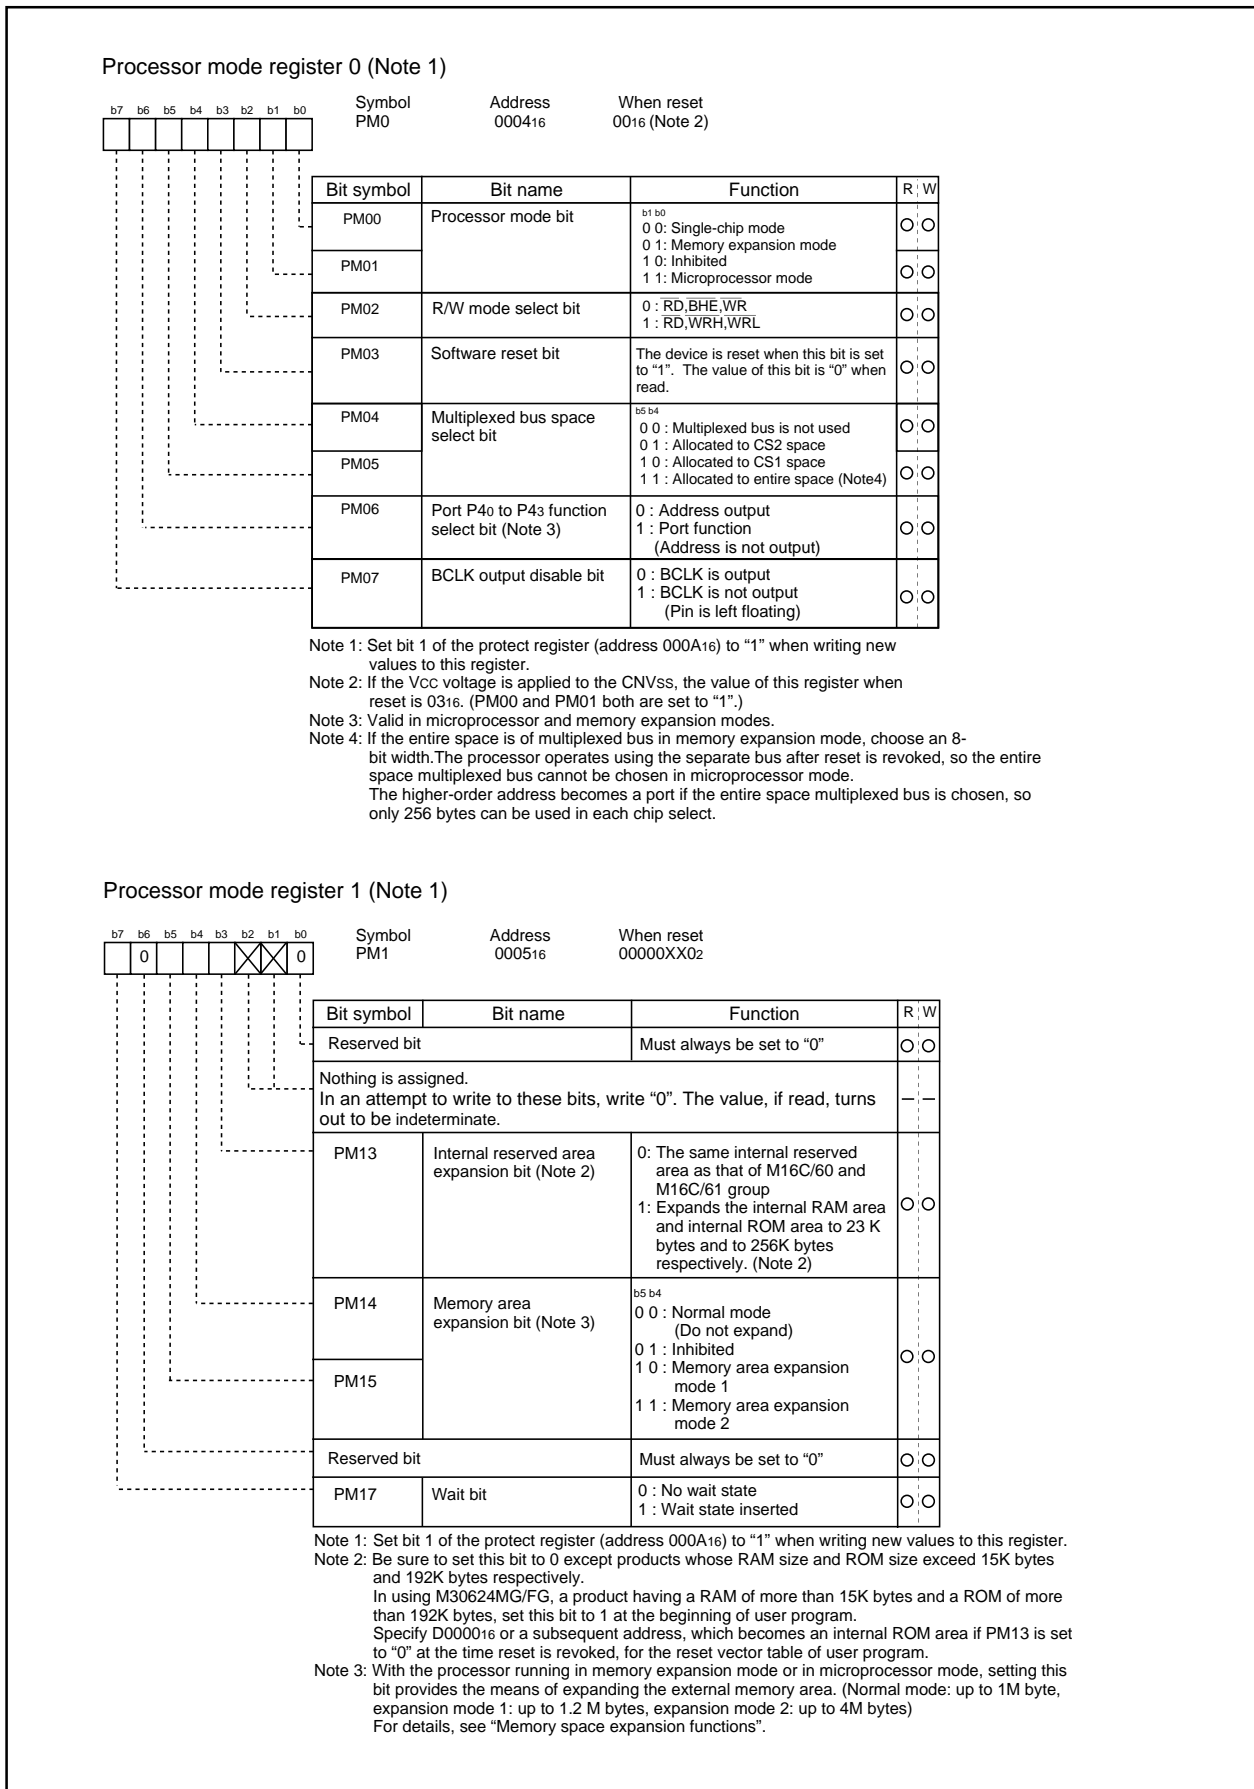 Processor mode register 0 (Note 1)
b7 b6 b5 b4 b3 b2 b1 b0
Symbol Address When reset
PM0 000416 0016 (Note 2)
Bit symbol Bit name Function R W
PM00 Processor mode bit
b1 b0
0 0: Single-chip mode
0 1: Memory expansion mode
PM01
1 0: Inhibited
1 1: Microprocessor mode
PM02 R/W mode select bit
0 : RD,BHE,WR
1 : RD,WRH,WRL
PM03 Software reset bit
The device is reset when this bit is set
to “1”. The value of this bit is “0” when
read.
PM04 Multiplexed bus space
select bit
b5 b4
0 0 : Multiplexed bus is not used
0 1 : Allocated to CS2 space
PM05
1 0 : Allocated to CS1 space
1 1 : Allocated to entire space (Note4)
PM06 Port P40 to P43 function
select bit (Note 3)
0 : Address output
1 : Port function
(Address is not output)
PM07 BCLK output disable bit
0 : BCLK is output
1 : BCLK is not output
(Pin is left floating)
Note 1: Set bit 1 of the protect register (address 000A16) to “1” when writing new
values to this register.
Note 2: If the VCC voltage is applied to the CNVSS, the value of this register when
reset is 0316. (PM00 and PM01 both are set to “1”.)
Note 3: Valid in microprocessor and memory expansion modes.
Note 4: If the entire space is of multiplexed bus in memory expansion mode, choose an 8-
bit width.The processor operates using the separate bus after reset is revoked, so the entire
space multiplexed bus cannot be chosen in microprocessor mode.
The higher-order address becomes a port if the entire space multiplexed bus is chosen, so
only 256 bytes can be used in each chip select.
Processor mode register 1 (Note 1)
b7 b6 b5 b4 b3 b2 b1 b0
0 0
Symbol Address When reset
PM1 000516 00000XX02
Bit symbol Bit name Function R W
Reserved bit Must always be set to “0”
Nothing is assigned.
In an attempt to write to these bits, write “0”. The value, if read, turns
out to be indeterminate.
PM13 Internal reserved area
expansion bit (Note 2)
0: The same internal reserved
area as that of M16C/60 and
M16C/61 group
1: Expands the internal RAM area
and internal ROM area to 23 K
bytes and to 256K bytes
respectively. (Note 2)
PM14 Memory area
expansion bit (Note 3)
b5 b4
0 0 : Normal mode
(Do not expand)
0 1 : Inhibited
1 0 : Memory area expansion
mode 1
PM15
1 1 : Memory area expansion
mode 2
Reserved bit Must always be set to “0”
PM17 Wait bit
0 : No wait state
1 : Wait state inserted
Note 1: Set bit 1 of the protect register (address 000A16) to “1” when writing new values to this register.
Note 2: Be sure to set this bit to 0 except products whose RAM size and ROM size exceed 15K bytes
and 192K bytes respectively.
In using M30624MG/FG, a product having a RAM of more than 15K bytes and a ROM of more
than 192K bytes, set this bit to 1 at the beginning of user program.
Specify D000016 or a subsequent address, which becomes an internal ROM area if PM13 is set
to “0” at the time reset is revoked, for the reset vector table of user program.
Note 3: With the processor running in memory expansion mode or in microprocessor mode, setting this
bit provides the means of expanding the external memory area. (Normal mode: up to 1M byte,
expansion mode 1: up to 1.2 M bytes, expansion mode 2: up to 4M bytes)
For details, see “Memory space expansion functions”.